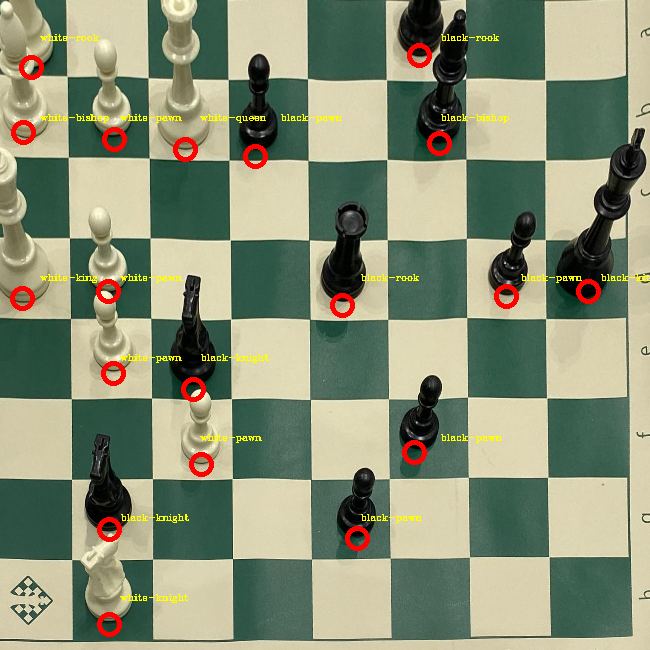 white-rook
black-rook
a
white-bishop
white-pawn
white-queen
black-pawn
black-bishop
b
c
white-king
white-pawn
black-rook
black-pawn
white-pawn
black-knight
e
white-pawn
black-pawn
f
black-knight
black-pawn
g
white-knight
h